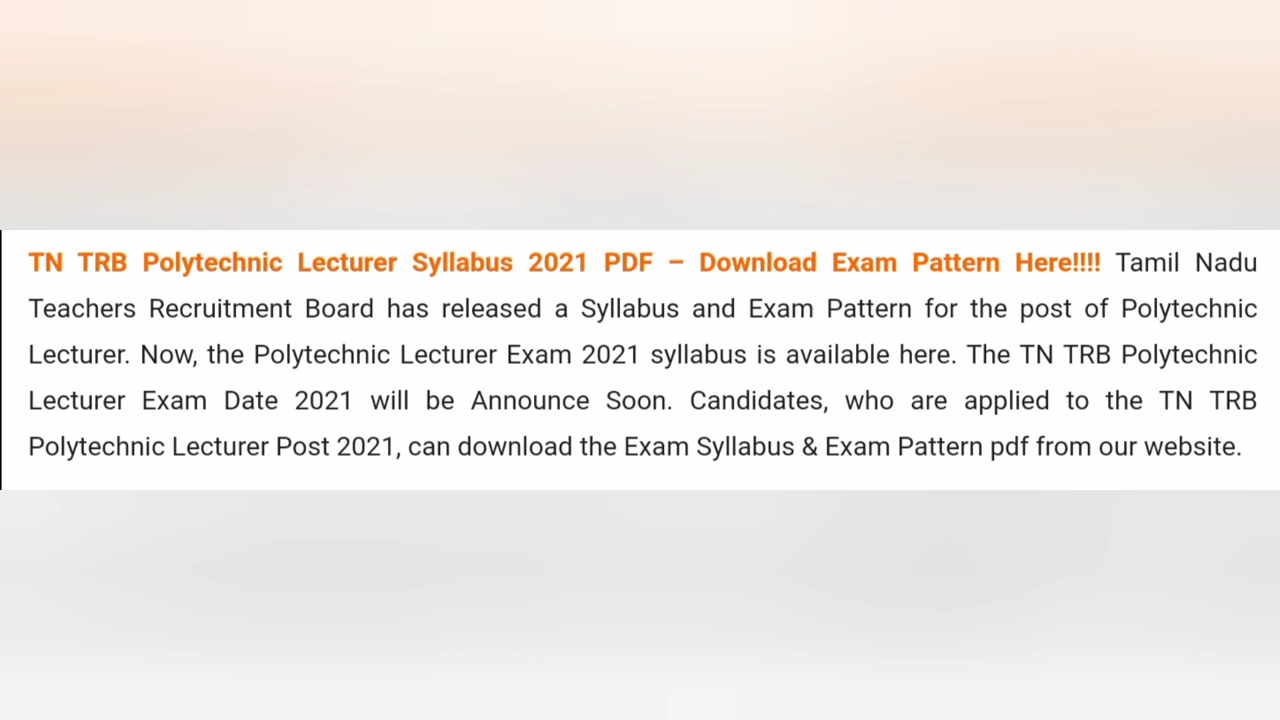 TN TRB Polytechnic Lecturer Syllabus 2021 PDF – Download Exam Pattern Here!!!! Tamil Nadu
Teachers Recruitment Board has released a Syllabus and Exam Pattern for the post of Polytechnic
Lecturer. Now, the Polytechnic Lecturer Exam 2021 syllabus is available here. The TN TRB Polytechnic
Lecturer Exam Date 2021 will be Announce Soon. Candidates, who are applied to the TN TRB
Polytechnic Lecturer Post 2021, can download the Exam Syllabus & Exam Pattern pdf from our website.